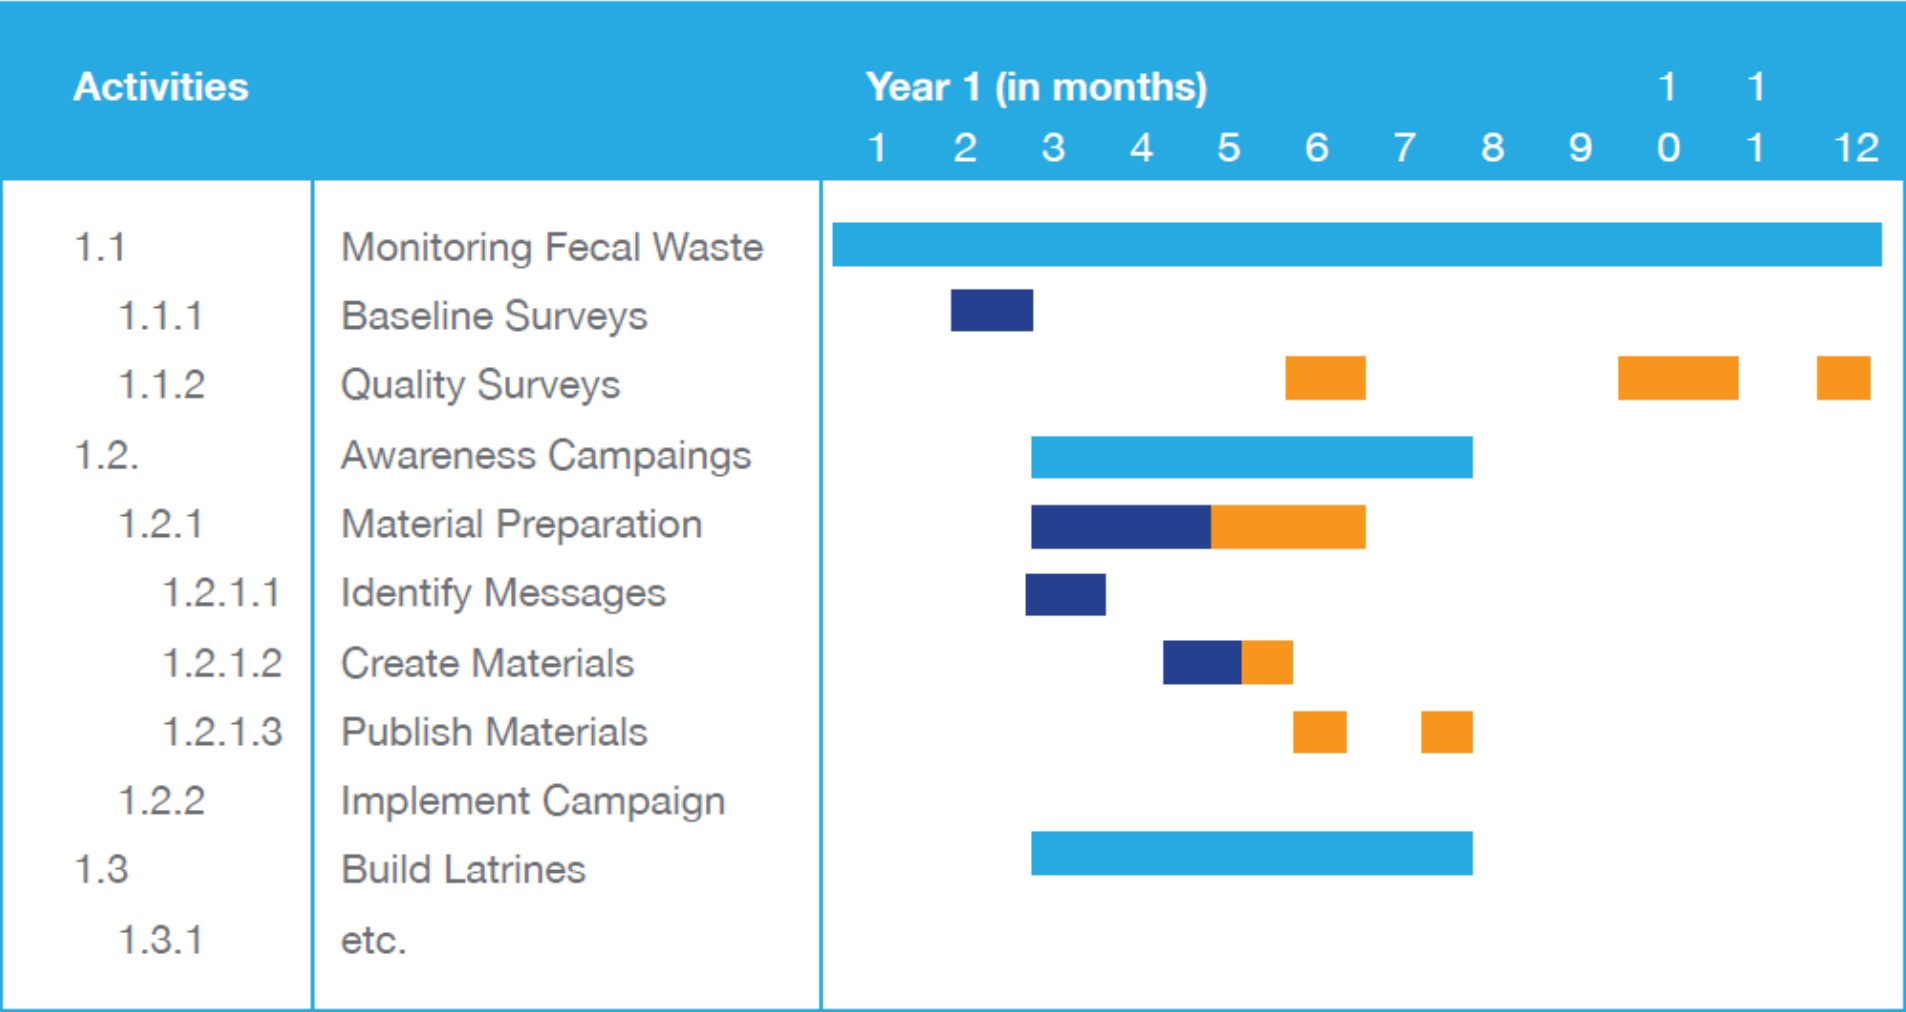 Activities Year 1 (in months) 1 1
1 2 3 4 5 6 7 8 9 0 1 12
1.1 Monitoring Fecal Waste
1.1.1 Baseline Surveys
1.1.2 Quality Surveys
1.2. Awareness Campaings
1.2.1 Material Preparation
1.2.1.1 Identify Messages
1.2.1.2 Create Materials
1.2.1.3 Publish Materials
1.2.2 Implement Campaign
1.3 Build Latrines
1.3.1 etc.